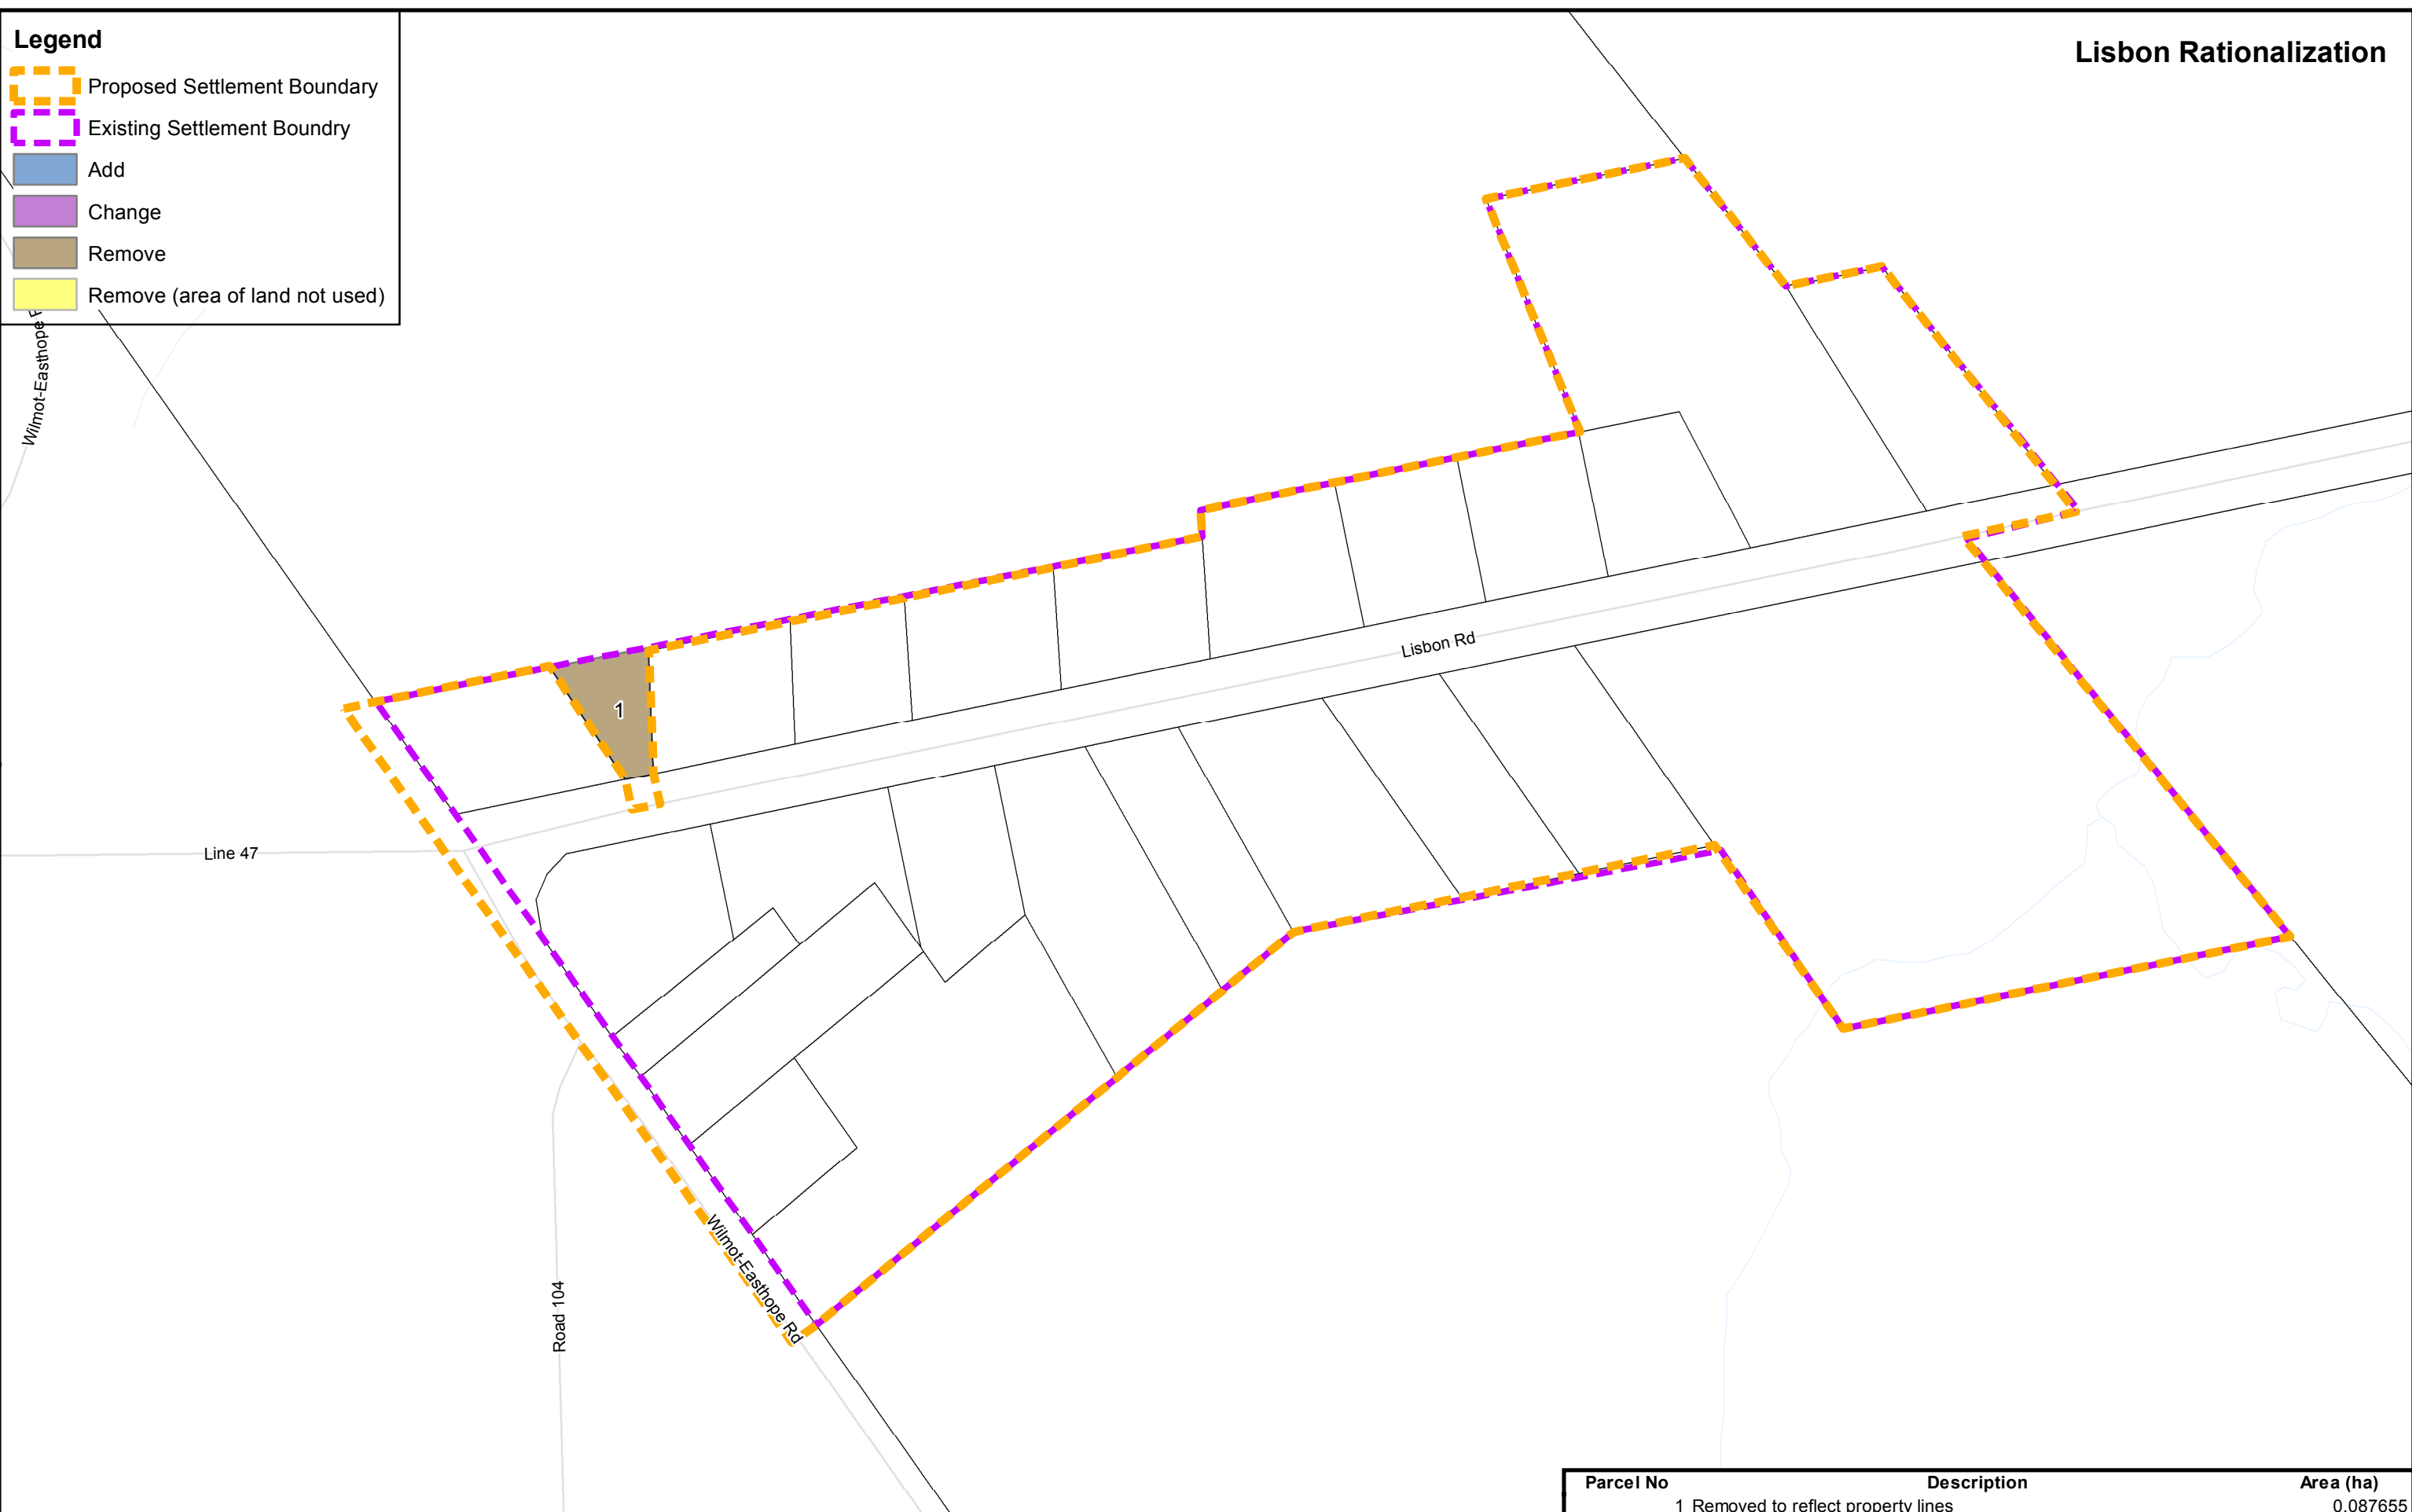 Legend
Proposed Settlement Boundary
Existing Settlement Boundry
Add
Change
Remove
Remove (area of land not used)
Lisbon Rationalization
Wilmot-Easthope R
Lisbon Rd
1
Line 47
Wilmot-Easthope Rd
Road 104
Parcel No Description Area (ha)
1 Removed to reflect property lines 0.087655